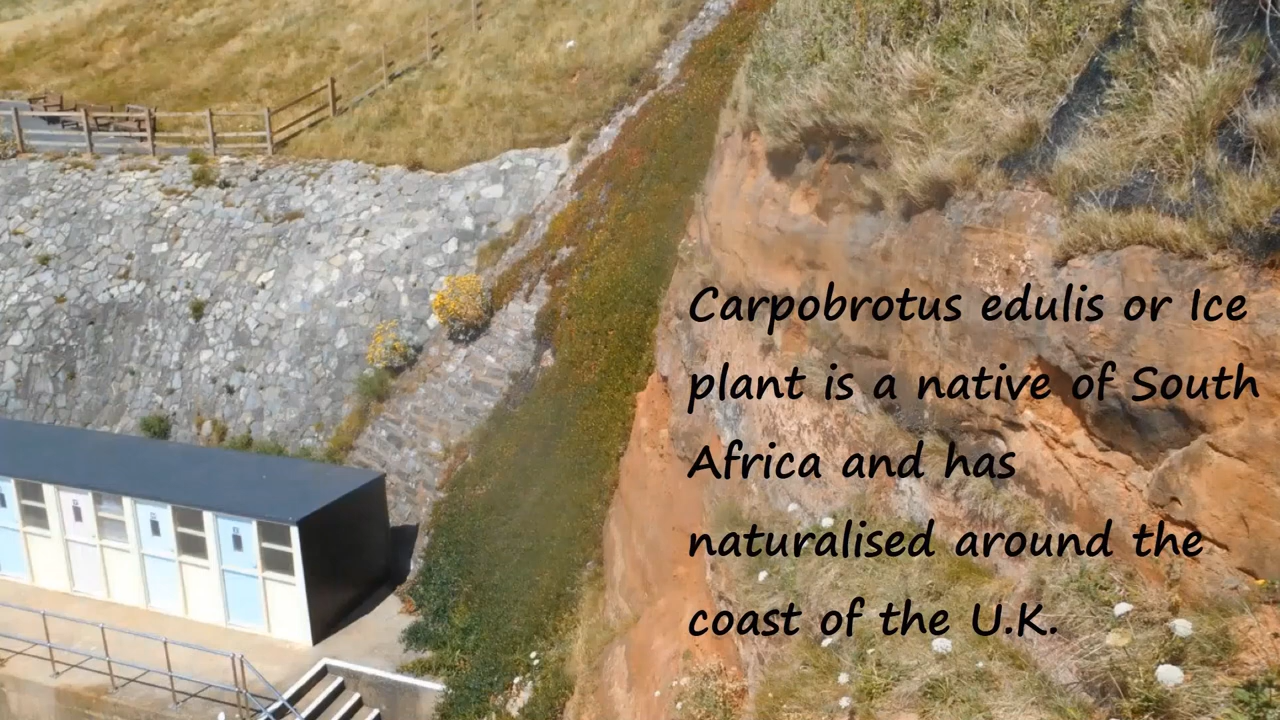 Carpobrotus edulis or Ice
plant is a native of South
Africa and has
naturalised around the
coast of the U.K.